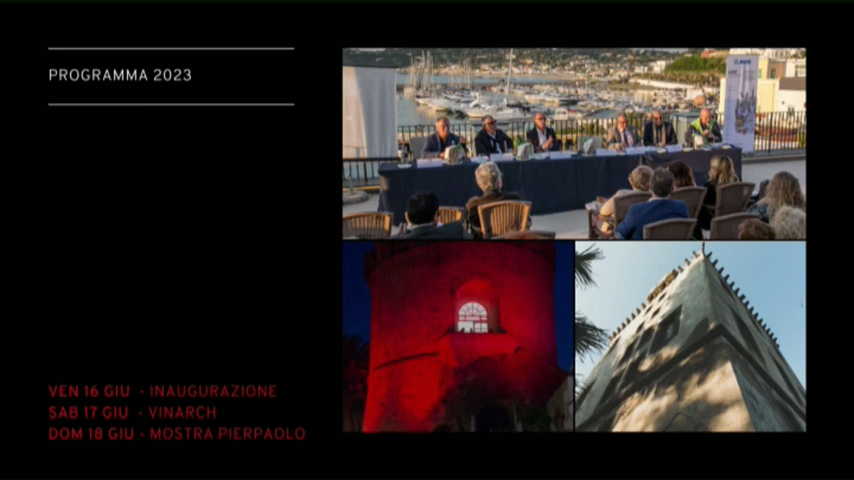 PROGRAMMA 2023
VEN 16 GIU - INAUGURAZIONE
SAB 17 GIU - VINARCH
DOM 18 GIU - MOSTRA PIERPAOLO